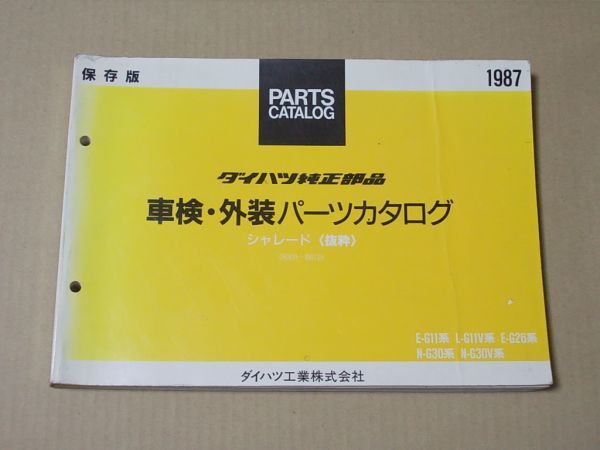 保存版
PARTS
CATALOG
1987
ダイハツ純正部品
車検・外装パーツカタログ
シャレード〈抜粋〉
E-G11系 L-G11V系 E-G26系
N-G30系 N-G30V系
ダイハツ工業株式会社